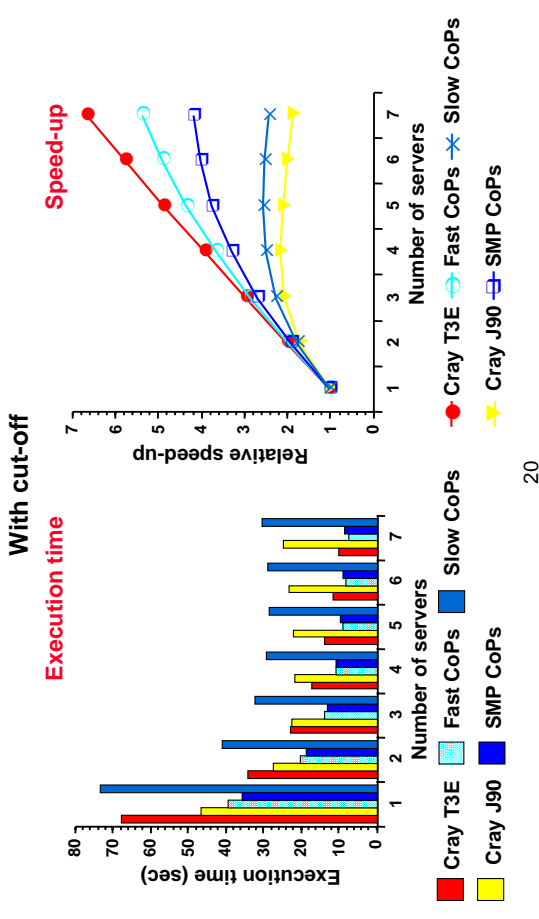 With cut-off
Execution time
Execution time (sec)
80
70
60
50
40
30
20
10
0
1 2 3 4 5 6 7
Number of servers
Cray T3E Fast CoPs Slow CoPs
Cray J90 SMP CoPs
Speed-up
Relative speed-up
7
6
5
4
3
2
1
0
1 2 3 4 5 6 7
Number of servers
Cray T3E Fast CoPs Slow CoPs
Cray J90 SMP CoPs
20